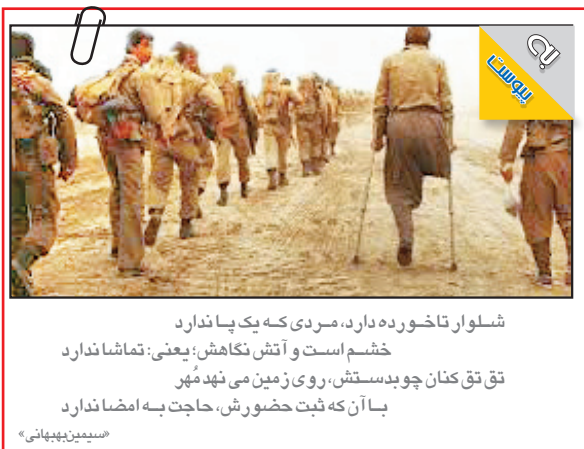 به
پیوست
شلوار تاخورده دارد، مردی که یک پا ندارد
خشم است و آتش نگاهش؛ یعنی: تماشا ندارد
تق تق کنان چوبدستش، روی زمین می نهد مُهر
با آن که ثبت حضورش، حاجت به امضا ندارد
«سیمین‌بهبهانی»